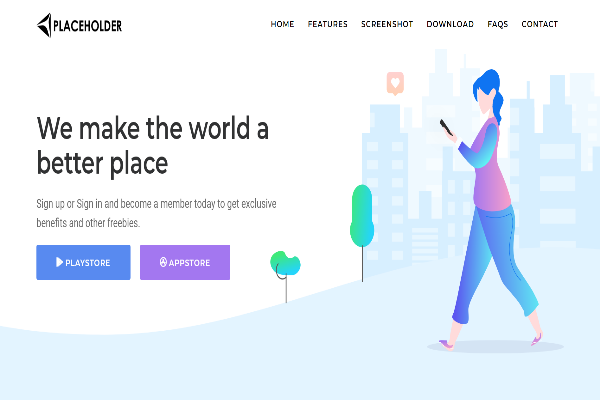 PLACEHOLDER
HOME FEATURES SCREENSHOT DOWNLOAD FAQS CONTACT
We make the world a
better place
Sign up or Sign in and become a member today to get exclusive
benefits and other freebies.
PLAYSTORE APPSTORE